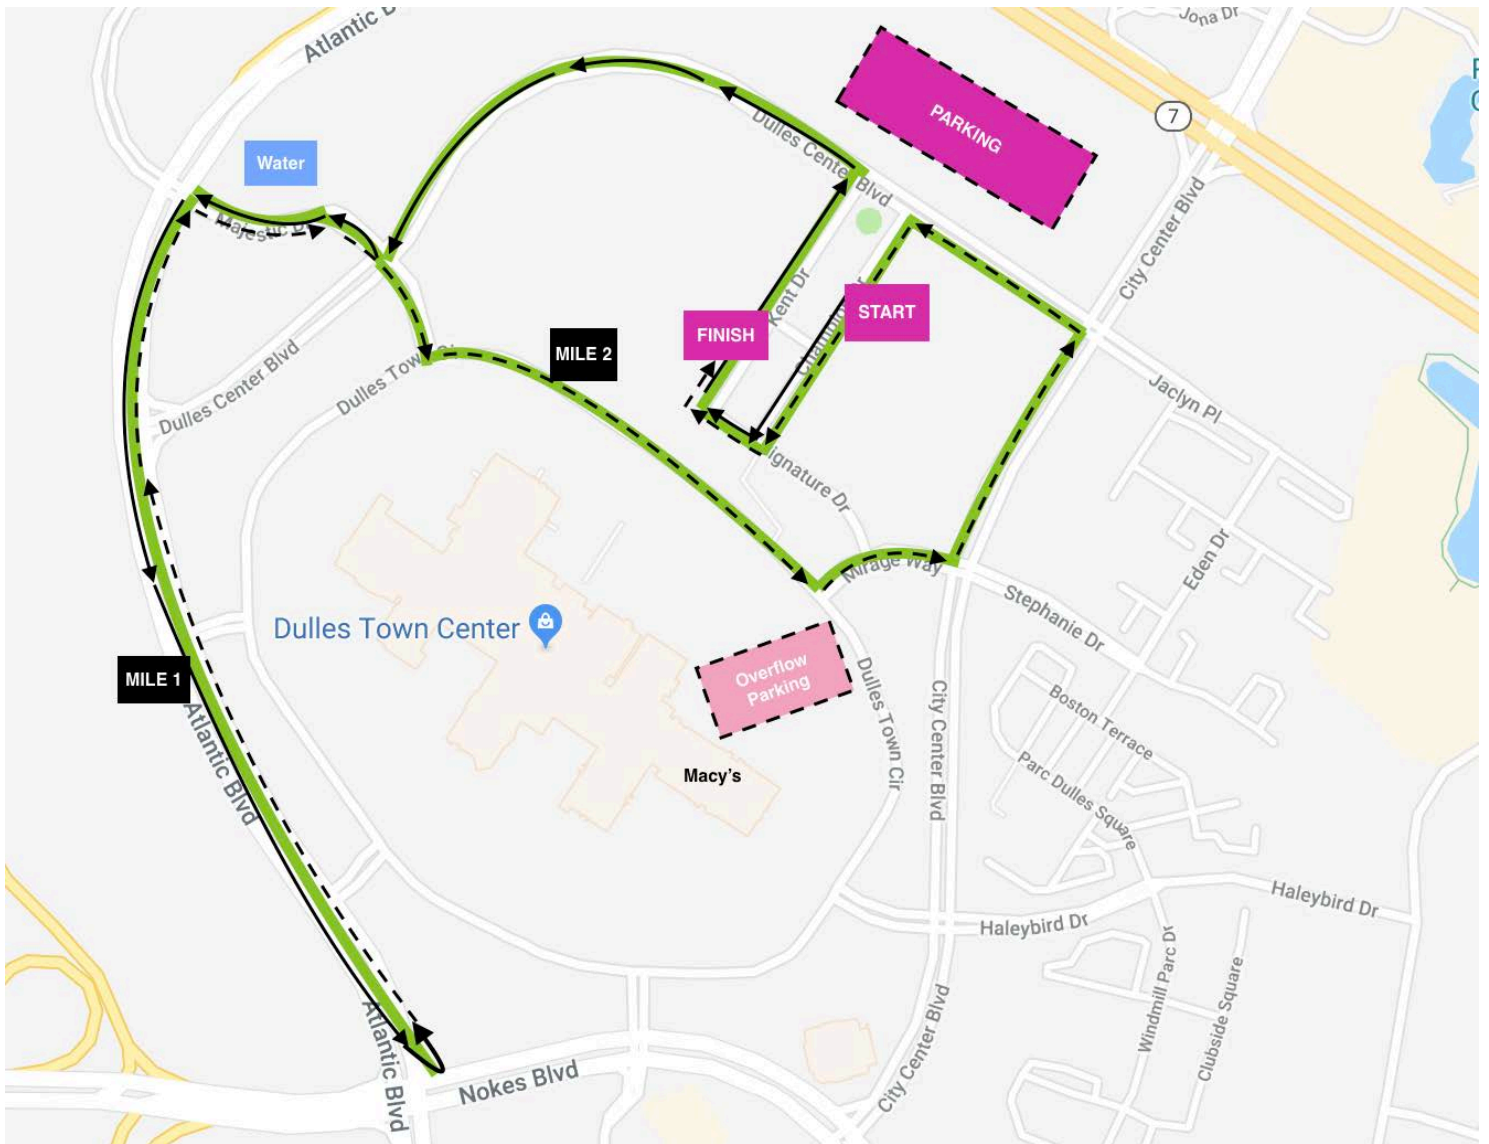 Atlantic B
Jona Dr
7
PARKING
Dulles Center Blvd
Water
Majestic D
City Center Blvd
Kent Dr
START
FINISH
MILE 2
Dulles Center Blvd
Jaclyn Pl
ignature Dr
Mirage Way
Eden Dr
Stephanie Dr
Dulles Town Center
MILE 1
Overflow
Parking
Atlantic Blvd
Dulles Town Cir
City Center Blvd
Boston Terrace
Parc Dulles Square
Macy's
Haleybird Dr
Haleybird Dr
Windmill Parc Dr
Clubside Square
City Center Blvd
Atlantic Blvd
Nokes Blvd